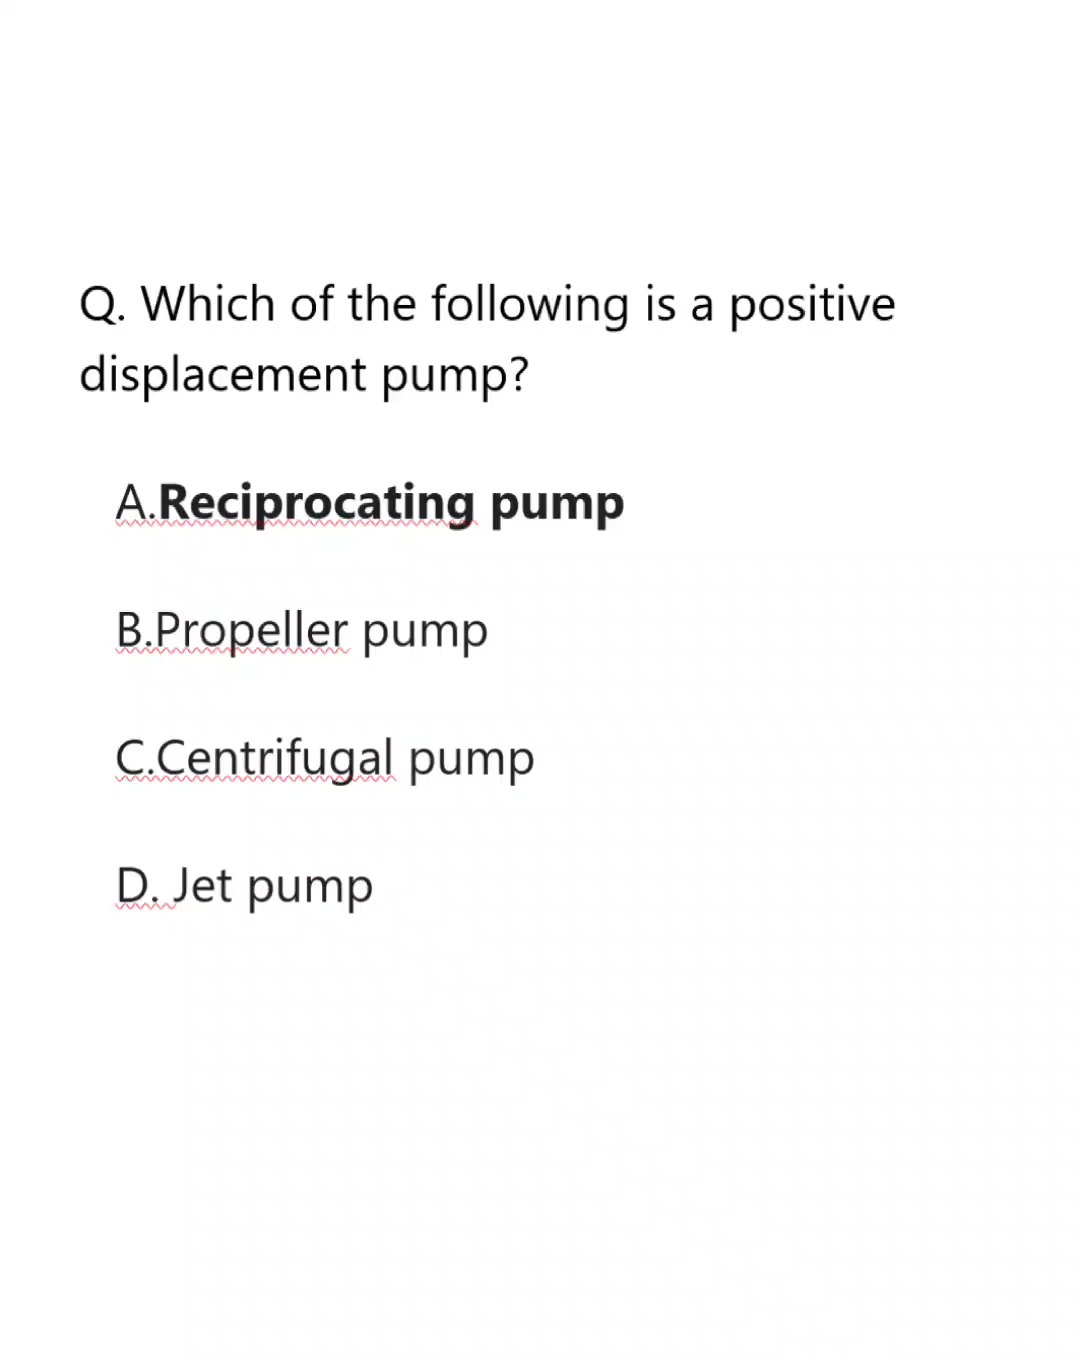 Q. Which of the following is a positive
displacement pump?
A.Reciprocating pump
B.Propeller pump
C.Centrifugal pump
D. Jet pump